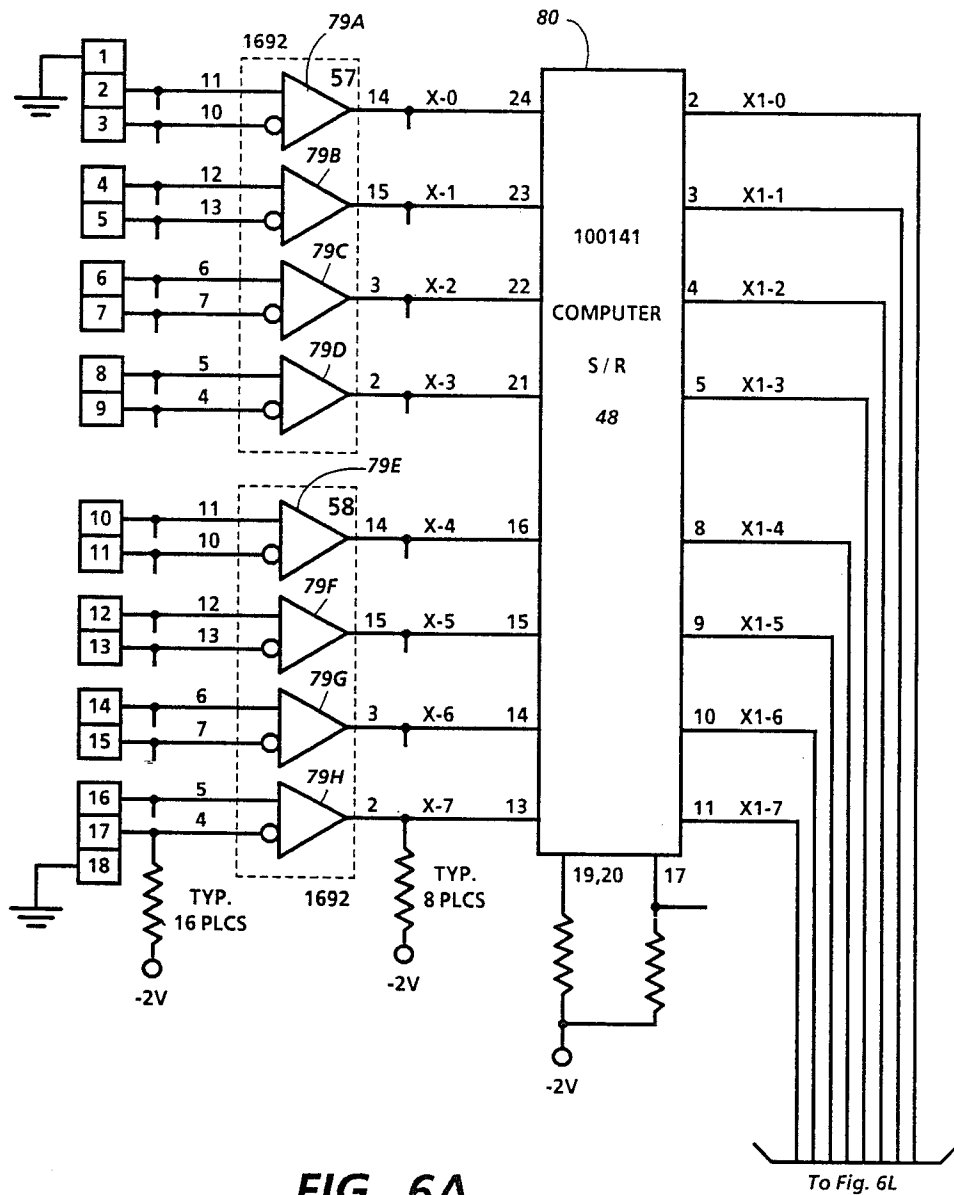 79A
80
1692
57
1
2
11
14
X-0
24
2
X1-0
3
10
79B
4
12
15
X-1
23
3
X1-1
5
13
100141
79C
6
6
3
X-2
22
4
X1-2
7
7
COMPUTER
79D
8
5
2
X-3
21
S/R
5
X1-3
9
4
48
79E
58
10
11
14
X-4
16
8
X1-4
11
10
79F
12
12
15
X-5
15
9
X1-5
13
13
79G
14
6
3
X-6
14
10
X1-6
15
7
79H
16
5
2
X-7
13
11
X1-7
17
4
18
1692
TYP.
16 PLCS
TYP.
8 PLCS
19,20
17
-2V
-2V
-2V
FIG. 6A
To Fig. 6L